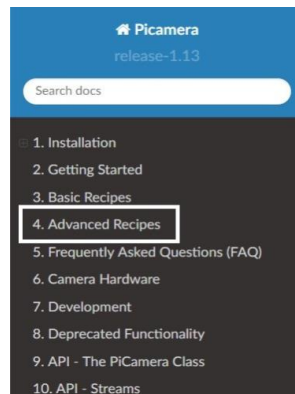 Picamera
release-1.13
Search docs
1. Installation
2. Getting Started
3. Basic Recipes
4. Advanced Recipes
5. Frequently Asked Questions (FAQ)
6. Camera Hardware
7. Development
8. Deprecated Functionality
9. API - The PiCamera Class
10. API - Streams